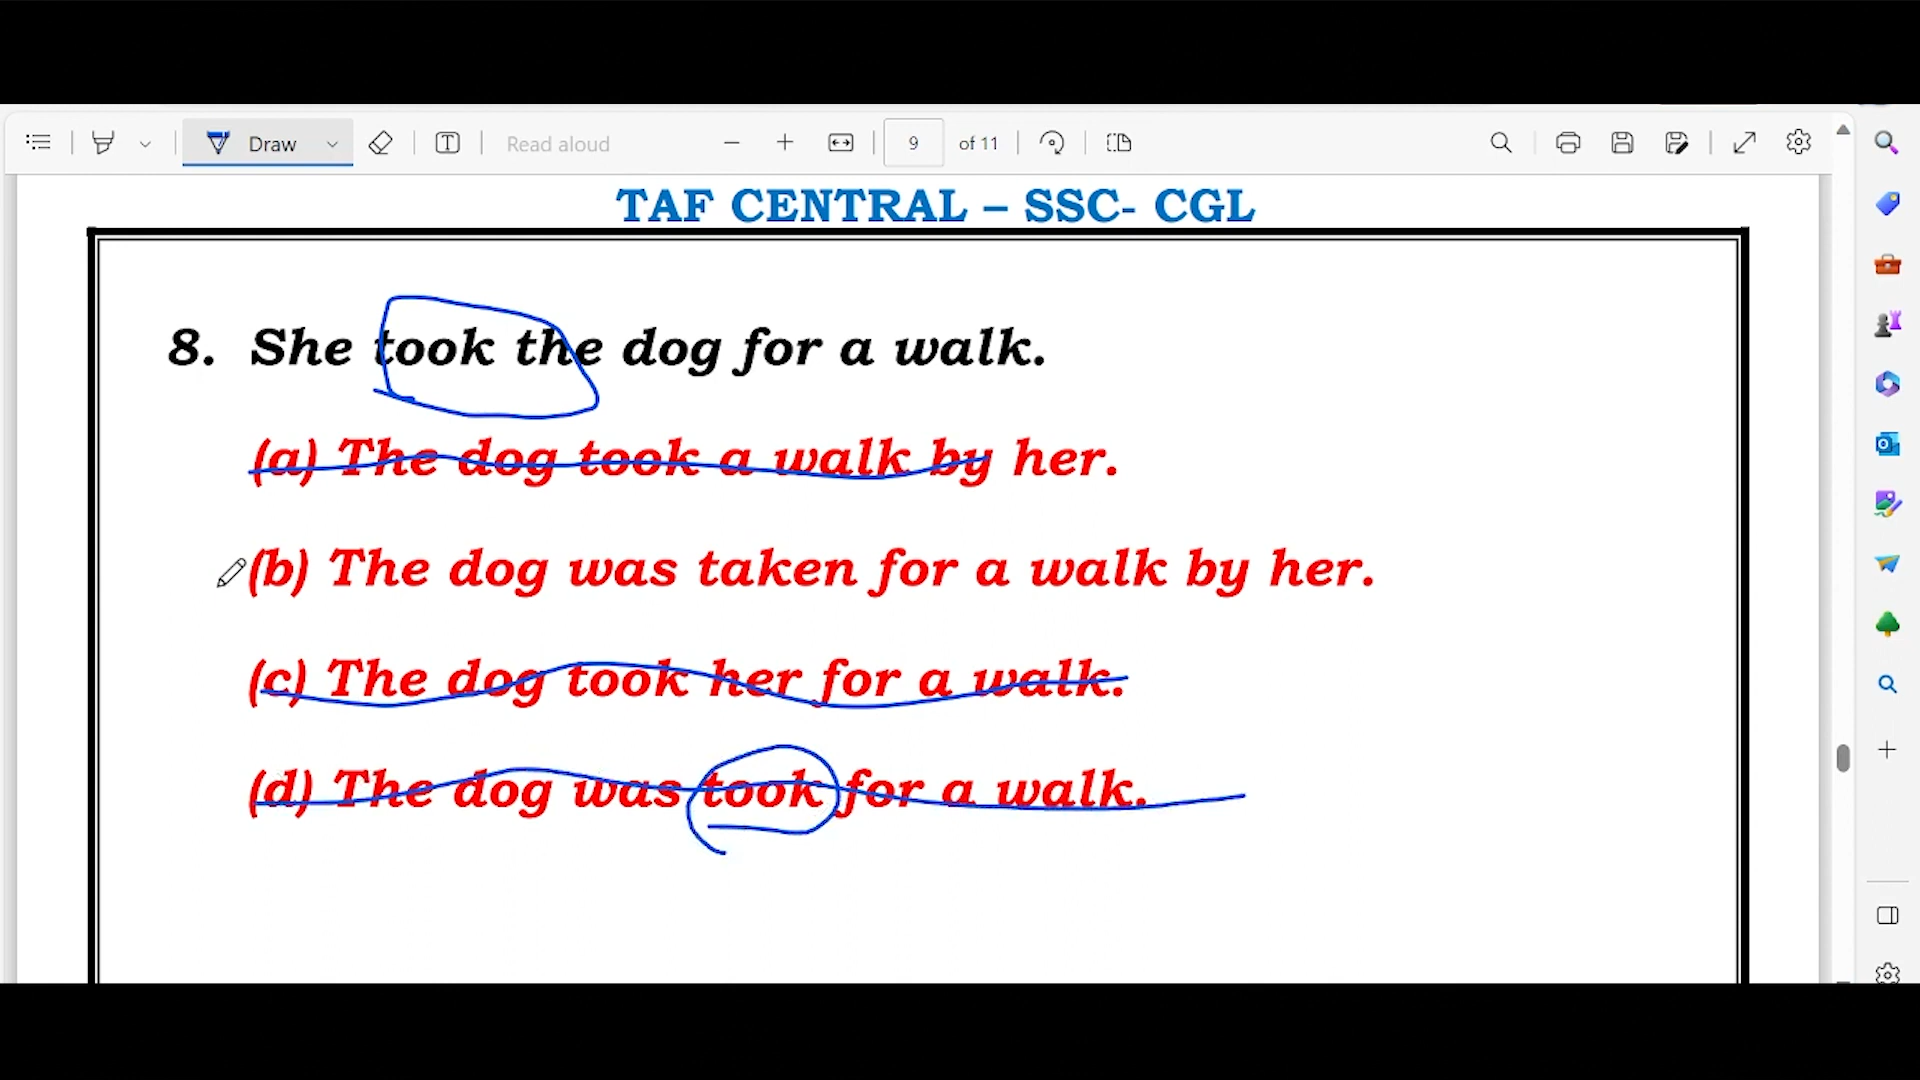 Draw
Read aloud
9 of 11
TAF CENTRAL – SSC- CGL
8. She took the dog for a walk.
(a) The dog took a walk by her.
(b) The dog was taken for a walk by her.
(c) The dog took her for a walk.
(d) The dog was took for a walk.